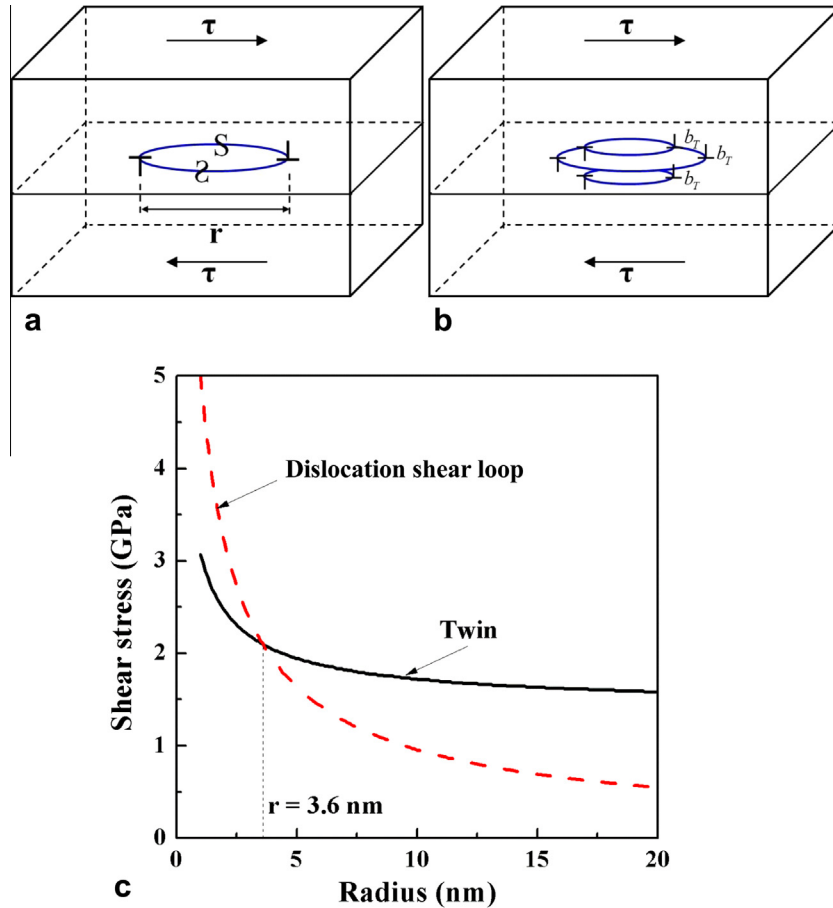 τ
τ
S
S
r
τ
τ
a
b_T
b_T
b_T
b
5
4
3
2
1
0
Shear stress (GPa)
Dislocation shear loop
Twin
r = 3.6 nm
0 5 10 15 20
Radius (nm)
c